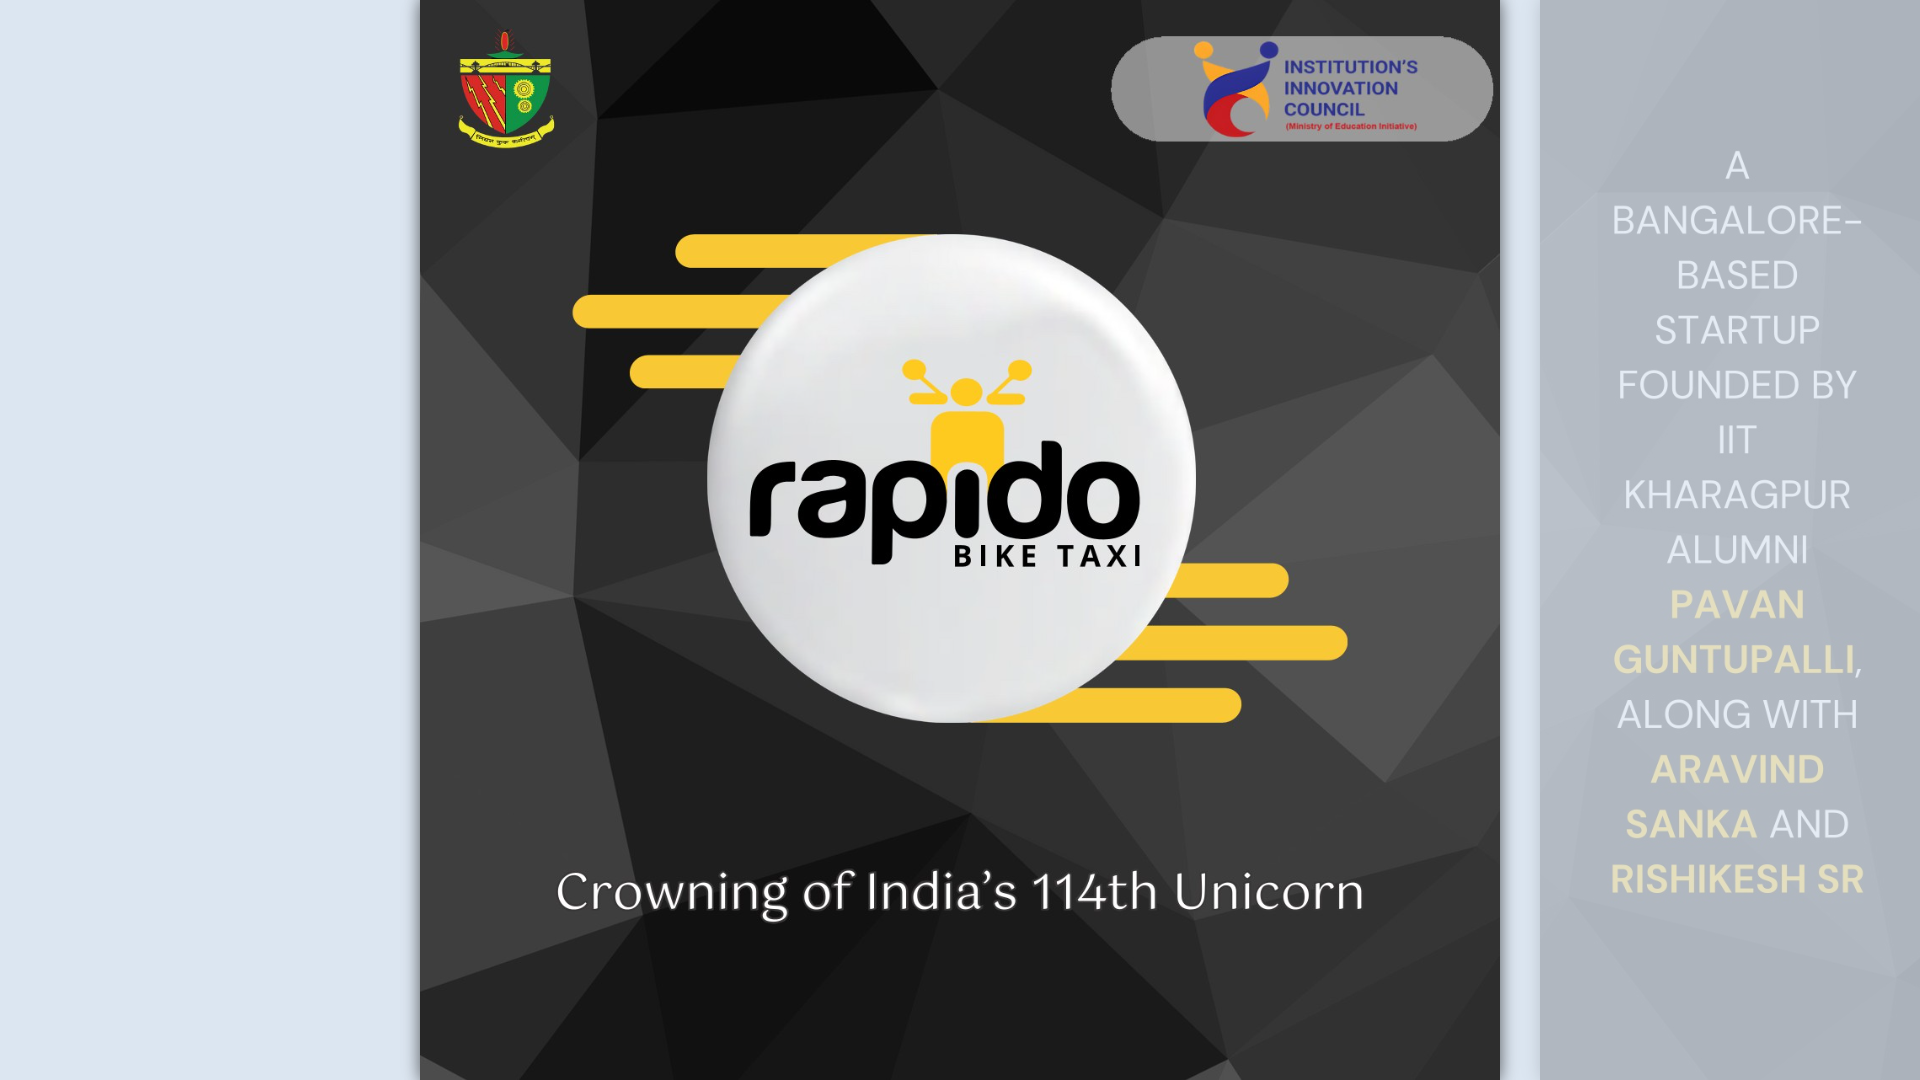 INSTITUTION’S
INNOVATION
COUNCIL
(Ministry of Education Initiative)
rapido
BIKE TAXI
Crowning of India’s 114th Unicorn
A
BANGALORE-
BASED
STARTUP
FOUNDED BY
IIT
KHARAGPUR
ALUMNI
PAVAN
GUNTUPALLI,
ALONG WITH
ARAVIND
SANKA AND
RISHIKESH SR